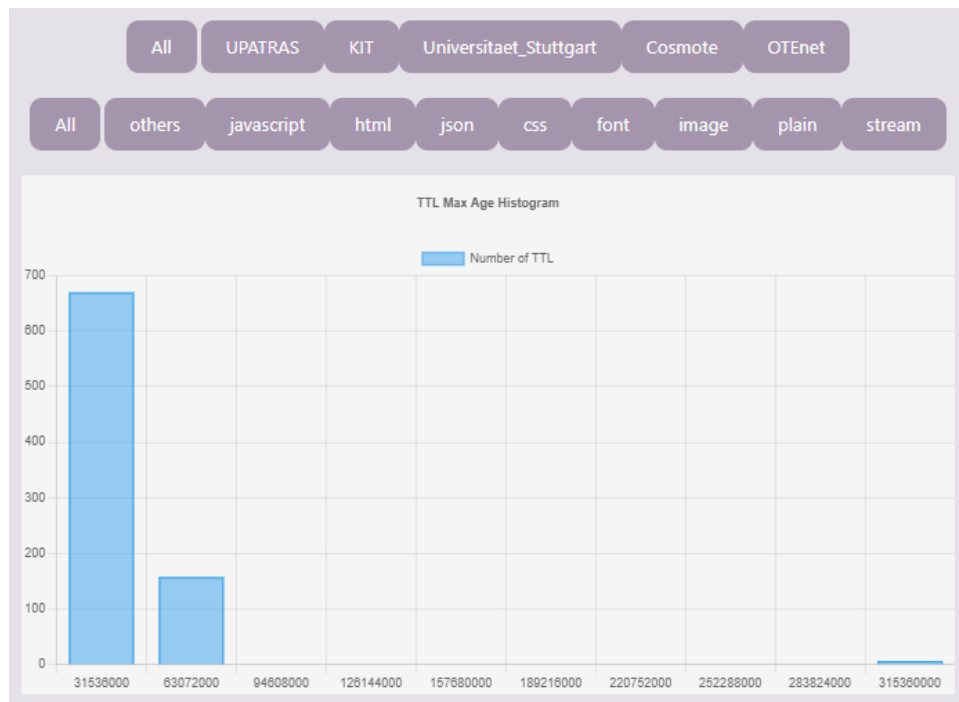 All UPATRAS KIT Universitaet_Stuttgart Cosmote OTEnet
All others javascript html json css font image plain stream
TTL Max Age Histogram
Number of TTL
700
600
500
400
300
200
100
0
31536000 63072000 94608000 126144000 157680000 189216000 220752000 252288000 283824000 315360000